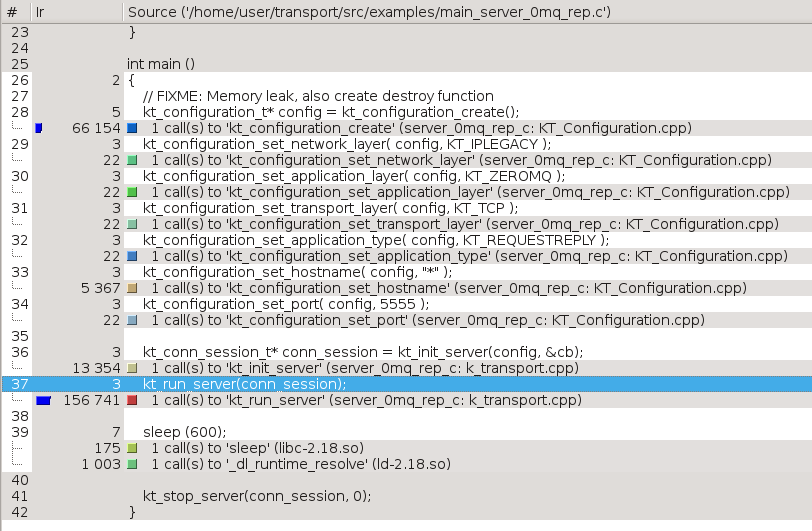 # Ir Source ('/home/user/transport/src/examples/main_server_0mq_rep.c')
23 }
24
25 int main ()
26 2 {
27 // FIXME: Memory leak, also create destroy function
28 5 kt_configuration_t* config = kt_configuration_create();
66 154 1 call(s) to 'kt_configuration_create' (server_0mq_rep_c: KT_Configuration.cpp)
29 3 kt_configuration_set_network_layer( config, KT_IPLEGACY );
22 1 call(s) to 'kt_configuration_set_network_layer' (server_0mq_rep_c: KT_Configuration.cpp)
30 3 kt_configuration_set_application_layer( config, KT_ZEROMQ );
22 1 call(s) to 'kt_configuration_set_application_layer' (server_0mq_rep_c: KT_Configuration.cpp)
31 3 kt_configuration_set_transport_layer( config, KT_TCP );
22 1 call(s) to 'kt_configuration_set_transport_layer' (server_0mq_rep_c: KT_Configuration.cpp)
32 3 kt_configuration_set_application_type( config, KT_REQUESTREPLY );
22 1 call(s) to 'kt_configuration_set_application_type' (server_0mq_rep_c: KT_Configuration.cpp)
33 3 kt_configuration_set_hostname( config, "*" );
5 367 1 call(s) to 'kt_configuration_set_hostname' (server_0mq_rep_c: KT_Configuration.cpp)
34 3 kt_configuration_set_port( config, 5555 );
22 1 call(s) to 'kt_configuration_set_port' (server_0mq_rep_c: KT_Configuration.cpp)
35
36 3 kt_conn_session_t* conn_session = kt_init_server(config, &cb);
13 354 1 call(s) to 'kt_init_server' (server_0mq_rep_c: k_transport.cpp)
37 3 kt_run_server(conn_session);
156 741 1 call(s) to 'kt_run_server' (server_0mq_rep_c: k_transport.cpp)
38
39 7 sleep (600);
175 1 call(s) to 'sleep' (libc-2.18.so)
1 003 1 call(s) to '_dl_runtime_resolve' (ld-2.18.so)
40
41 kt_stop_server(conn_session, 0);
42 }